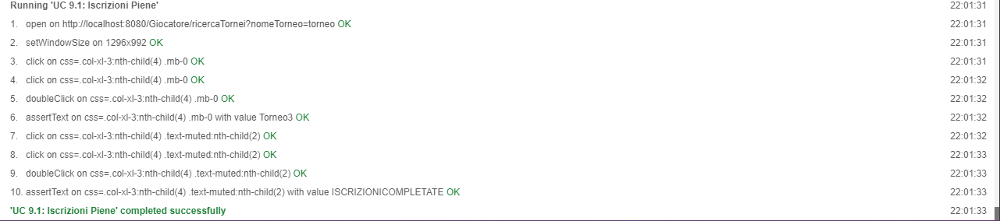 Running 'UC 9.1: Iscrizioni Piene' 22:01:31
1. open on http://localhost:8080/Giocatore/ricercaTornei?nomeTorneo=torneo OK 22:01:31
2. setWindowSize on 1296x992 OK 22:01:31
3. click on css=.col-xl-3:nth-child(4) .mb-0 OK 22:01:31
4. click on css=.col-xl-3:nth-child(4) .mb-0 OK 22:01:32
5. doubleClick on css=.col-xl-3:nth-child(4) .mb-0 OK 22:01:32
6. assertText on css=.col-xl-3:nth-child(4) .mb-0 with value Torneo3 OK 22:01:32
7. click on css=.col-xl-3:nth-child(4) .text-muted:nth-child(2) OK 22:01:32
8. click on css=.col-xl-3:nth-child(4) .text-muted:nth-child(2) OK 22:01:33
9. doubleClick on css=.col-xl-3:nth-child(4) .text-muted:nth-child(2) OK 22:01:33
10. assertText on css=.col-xl-3:nth-child(4) .text-muted:nth-child(2) with value ISCRIZIONICOMPLETATE OK 22:01:33
'UC 9.1: Iscrizioni Piene' completed successfully 22:01:33